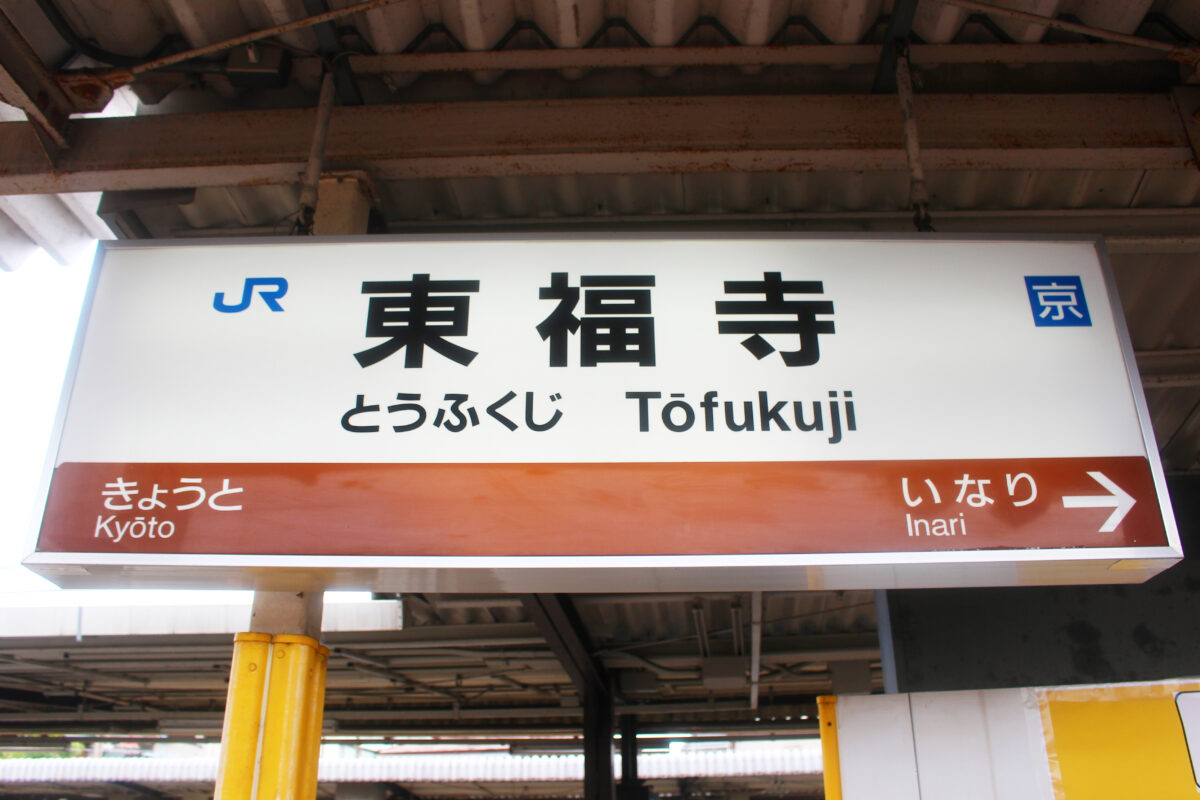 JR 東福寺 京
とうふくじ Tōfukuji
きょうと いなり →
Kyōto Inari